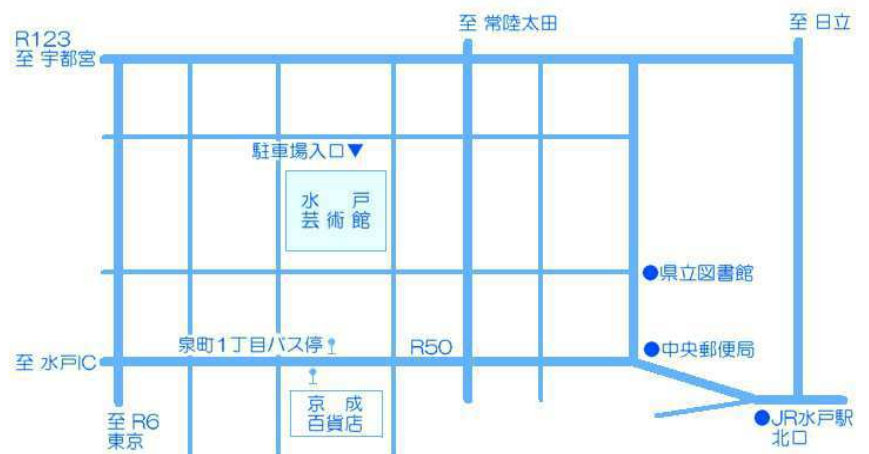 至 常陸太田
至 日立
R123
至 宇都宮
駐車場入口▼
水 戸
芸術館
●県立図書館
泉町1丁目バス停
R50
●中央郵便局
至 水戸IC
京 成
百貨店
至 R6
東京
●JR水戸駅
北口